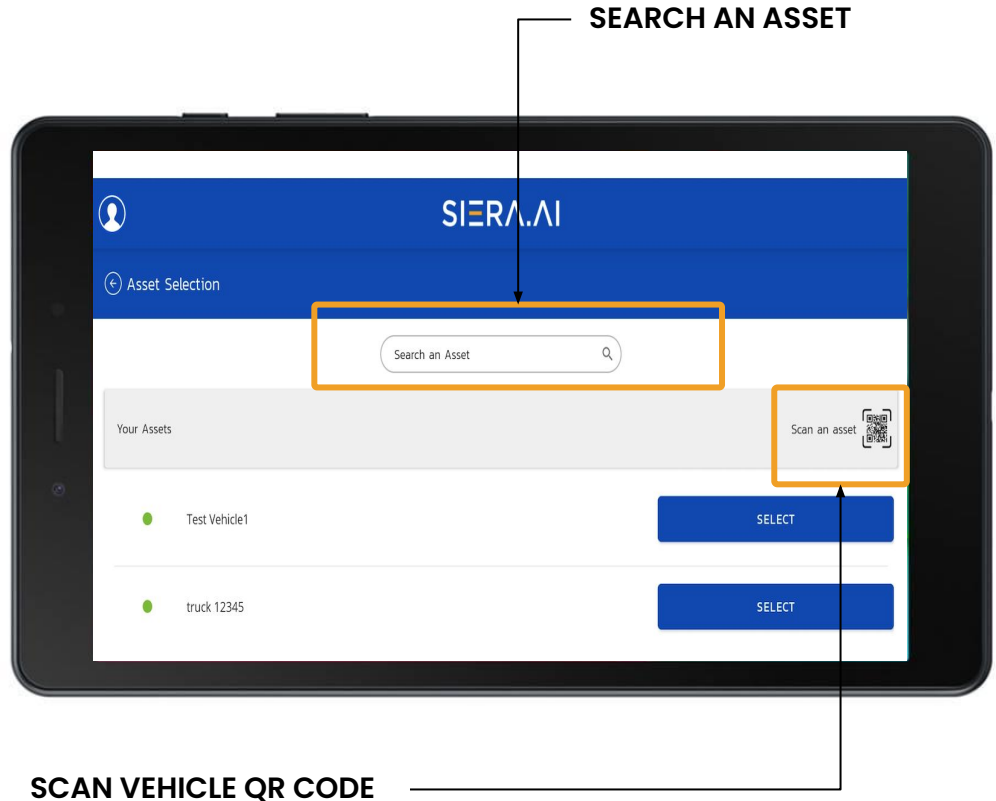 SEARCH AN ASSET
SIERA.AI
Asset Selection
Search an Asset
Your Assets
Scan an asset
Test Vehicle1
SELECT
truck 12345
SELECT
SCAN VEHICLE QR CODE